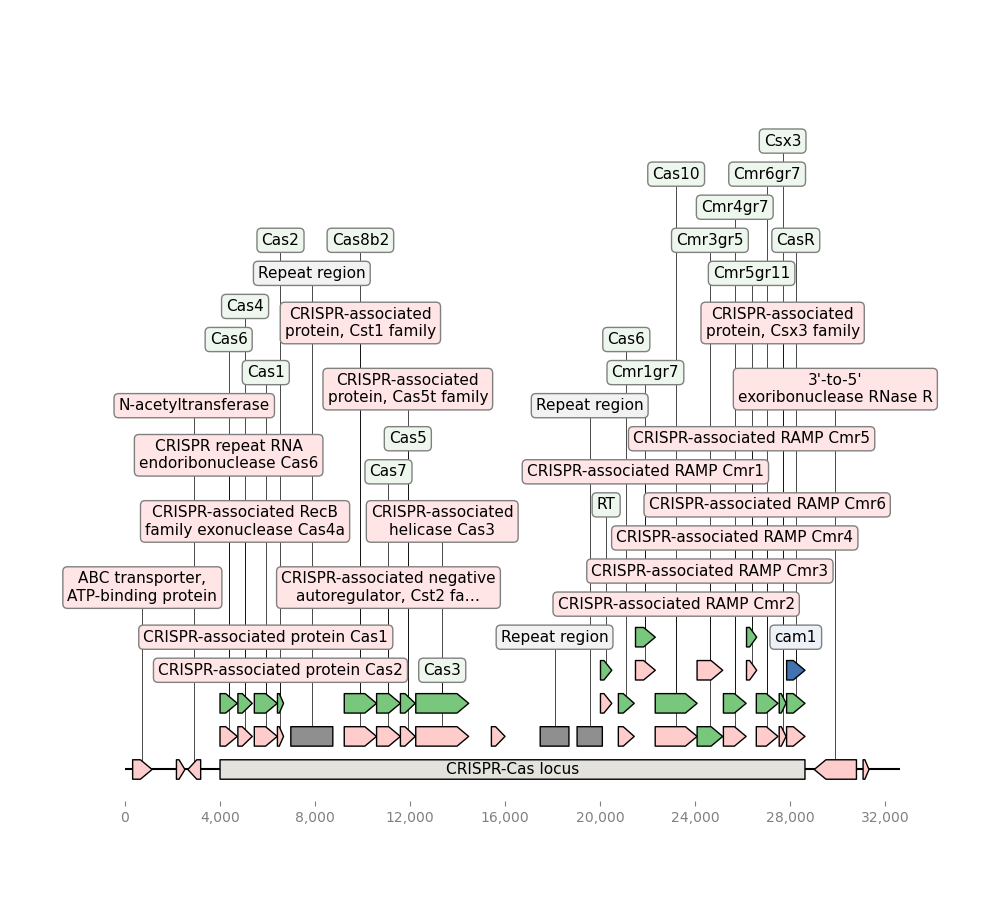 Csx3
Cas10
Cmr6gr7
Cmr4gr7
Cas2
Cas8b2
Cmr3gr5
CasR
Repeat region
Cmr5gr11
Cas4
CRISPR-associated
protein, Cst1 family
CRISPR-associated
protein, Csx3 family
Cas6
Cas6
Cas1
Cmr1gr7
CRISPR-associated
protein, Cas5t family
3'-to-5'
exoribonuclease RNase R
N-acetyltransferase
Repeat region
Cas5
CRISPR-associated RAMP Cmr5
CRISPR repeat RNA
endoribonuclease Cas6
Cas7
CRISPR-associated RAMP Cmr1
RT
CRISPR-associated RAMP Cmr6
CRISPR-associated RecB
family exonuclease Cas4a
CRISPR-associated
helicase Cas3
CRISPR-associated RAMP Cmr4
CRISPR-associated RAMP Cmr3
ABC transporter,
ATP-binding protein
CRISPR-associated negative
autoregulator, Cst2 fa...
CRISPR-associated RAMP Cmr2
CRISPR-associated protein Cas1
Repeat region
cam1
CRISPR-associated protein Cas2
Cas3
CRISPR-Cas locus
0 4,000 8,000 12,000 16,000 20,000 24,000 28,000 32,000